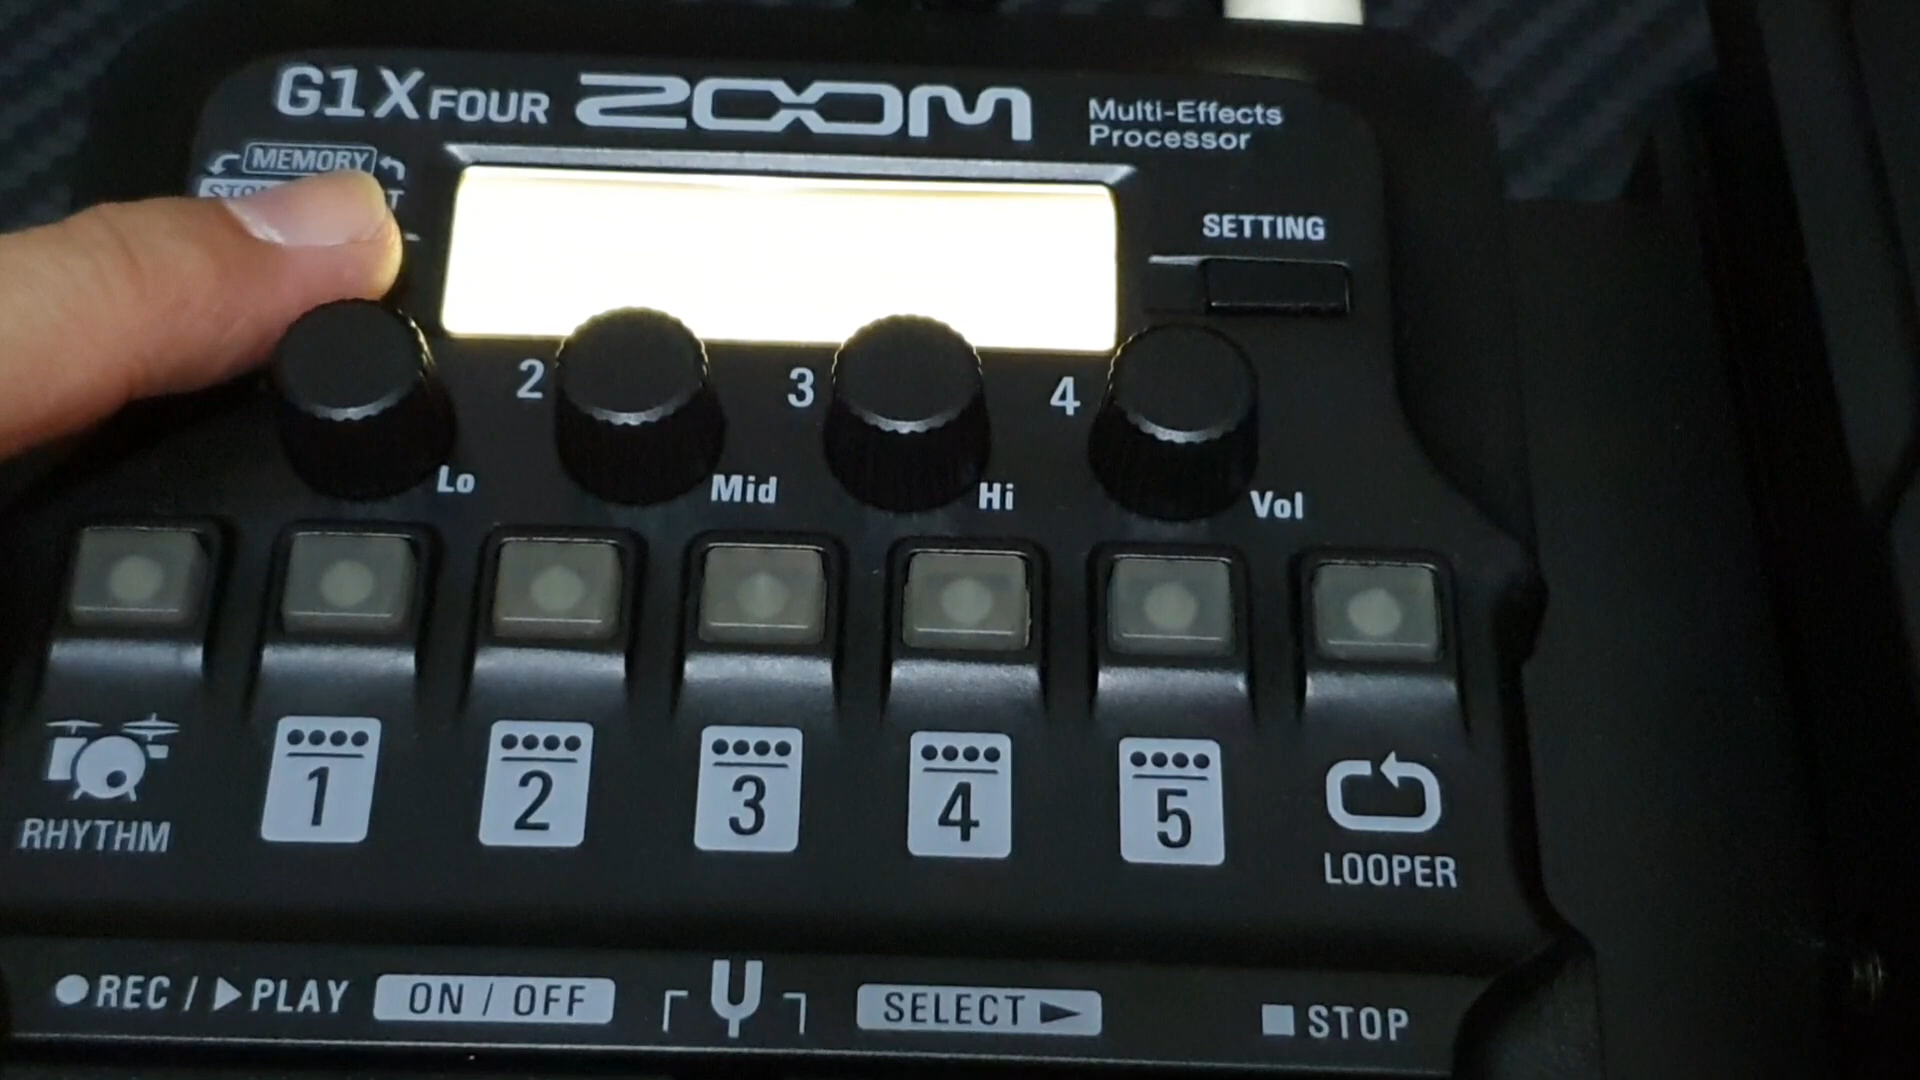 G1X FOUR ZOOM
Multi-Effects
Processor
MEMORY
SETTING
2 3 4
Lo Mid Hi Vol
1 2 3 4 5
RHYTHM
LOOPER
●REC / ▶PLAY ON / OFF SELECT ■STOP